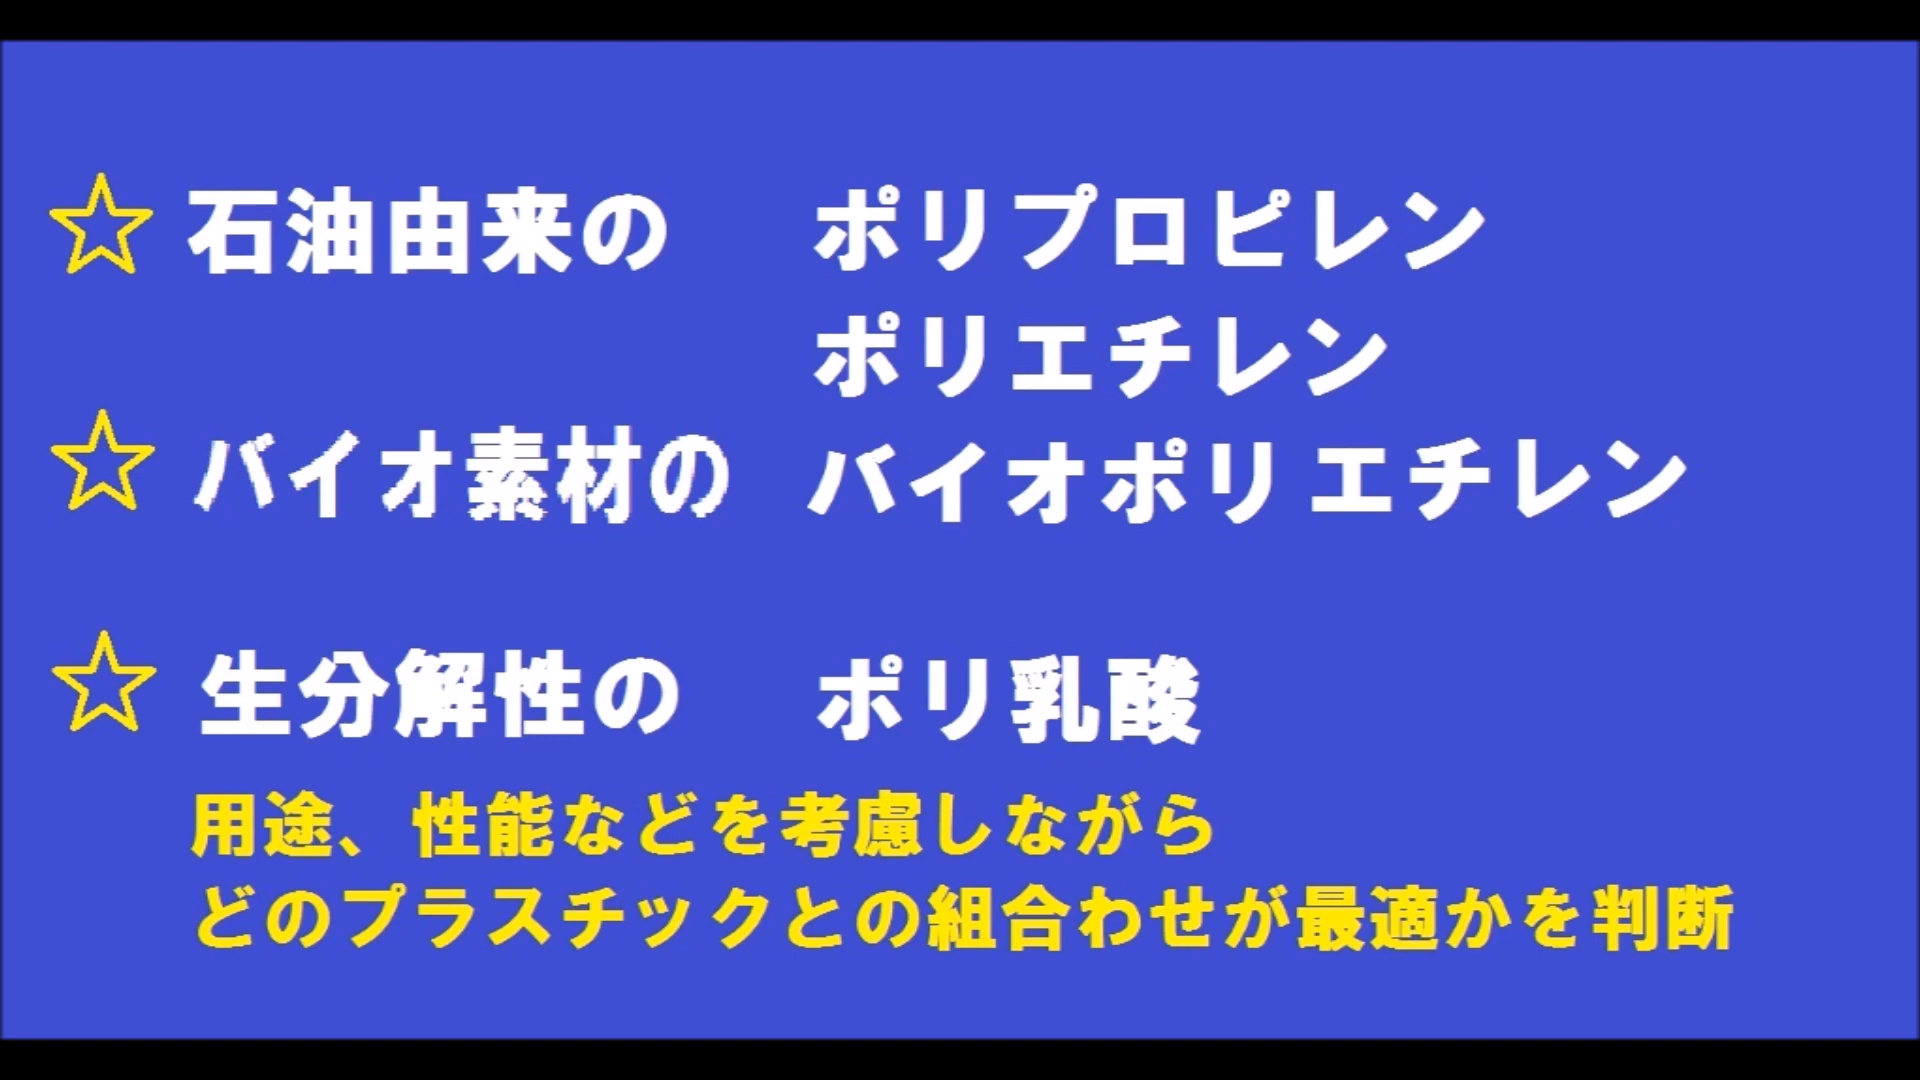 ☆ 石油由来の ポリプロピレン
ポリエチレン
☆ バイオ素材の バイオポリエチレン
☆ 生分解性の ポリ乳酸
用途、性能などを考慮しながら
どのプラスチックとの組合わせが最適かを判断